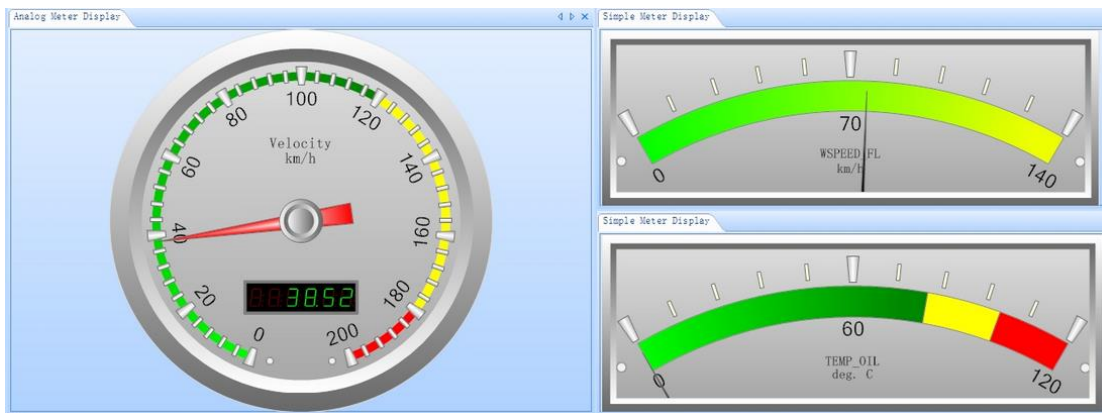 Analog Meter Display
0
20
40
60
80
100
120
140
160
180
200
Velocity
km/h
38.52
Simple Meter Display
0
70
140
WSPEED_FL
km/h
Simple Meter Display
0
60
120
TEMP_OIL
deg. C